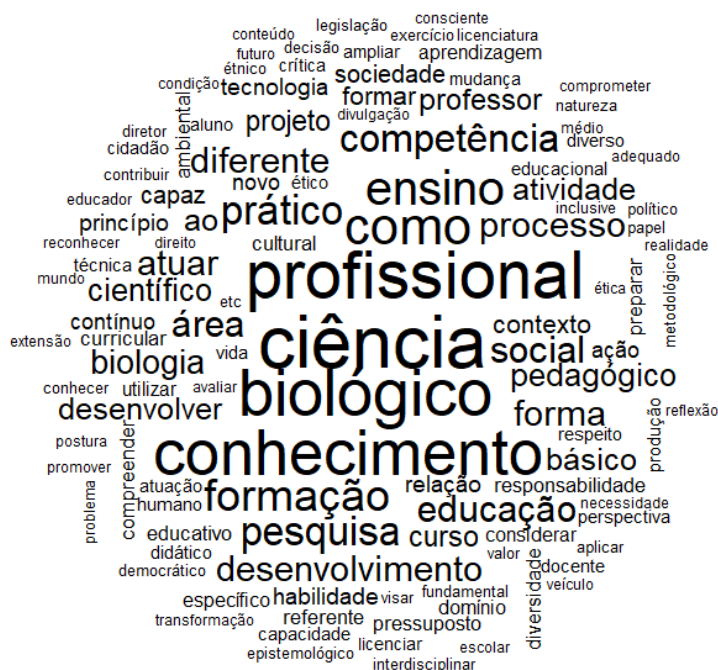 consciente
legislação
conteúdo
exercício licenciatura
futuro decisão ampliar aprendizagem
étnico crítica sociedade mudança
condição tecnologia formar professor comprometer
ambiental
divulgação natureza
diretor aluno projeto competência médio
cidadão diferente diverso adequado
contribuir educacional
educador capaz novo ético ensino atividade
princípio ao prático como processo inclusive político
papel
reconhecer direito cultural realidade
técnica atuar profissional
mundo científico etc ética preparar metodológico
extensão contínuo área ciência contexto
curricular vida social ação
biologia biológico pedagógico
conhecer utilizar avaliar
desenvolver forma produção reflexão
postura conhecimento respeito
promover básico
problema compreender atuação formação relação responsabilidade
humano educação necessidade
educativo pesquisa curso considerar perspectiva
didático valor aplicar
democrático desenvolvimento diversidade docente
veículo
específico habilidade visar fundamental
transformação referente domínio
capacidade pressuposto
epistemológico licenciar escolar
interdisciplinar